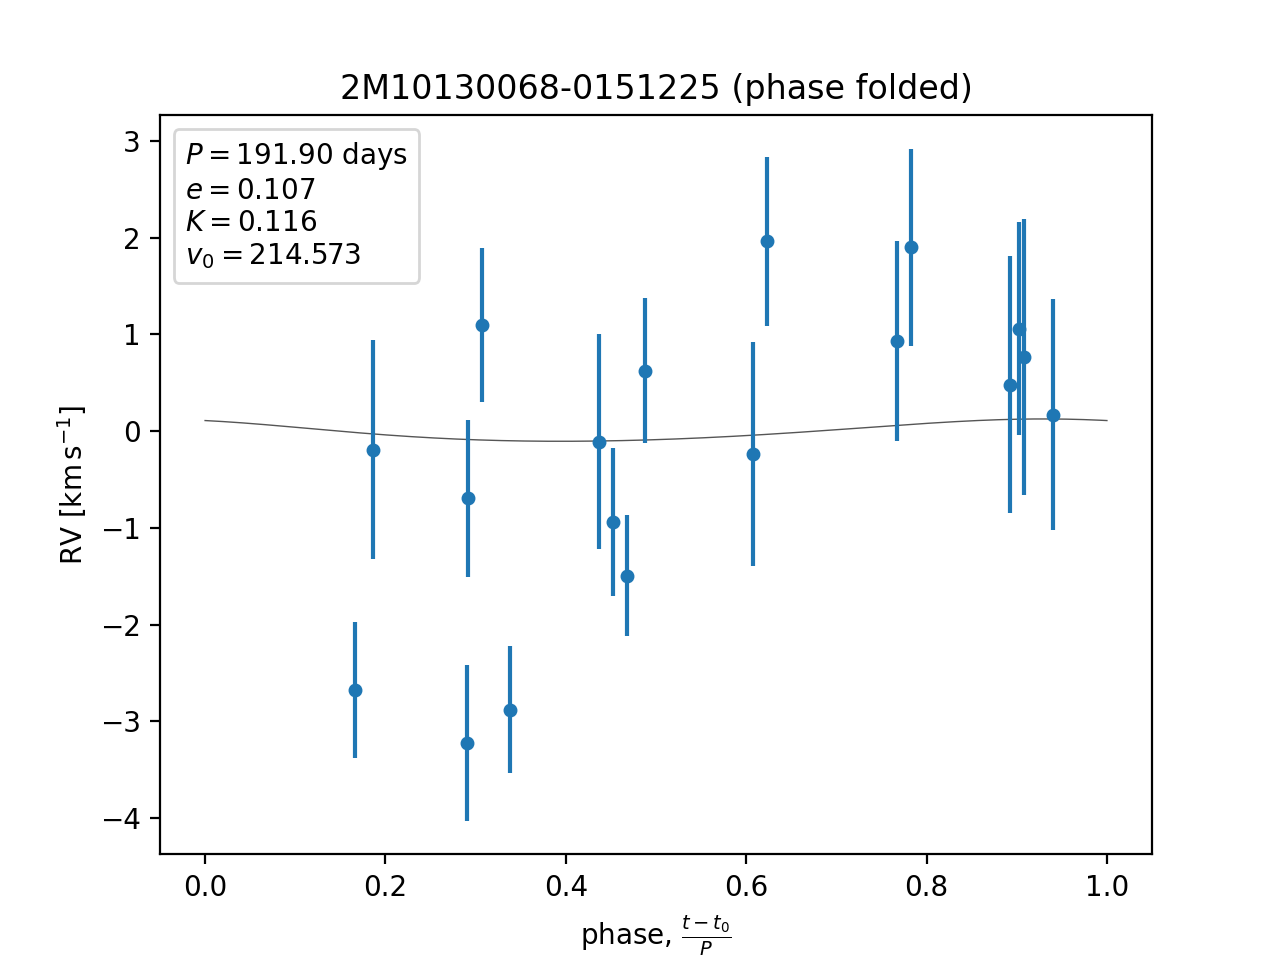 2M10130068-0151225 (phase folded)
P = 191.90 days
e = 0.107
K = 0.116
v₀ = 214.573
3
2
1
0
−1
−2
−3
−4
RV [km s⁻¹]
0.0 0.2 0.4 0.6 0.8 1.0
phase, (t − t₀)/P